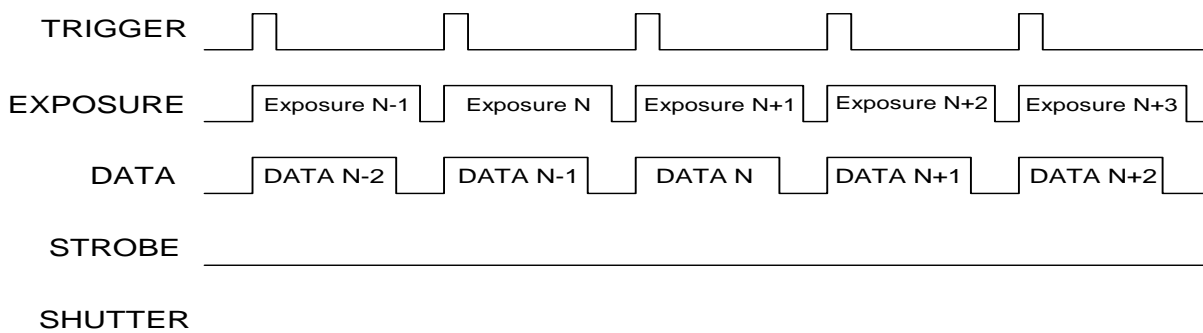 TRIGGER
EXPOSURE Exposure N-1 Exposure N Exposure N+1 Exposure N+2 Exposure N+3
DATA DATA N-2 DATA N-1 DATA N DATA N+1 DATA N+2
STROBE
SHUTTER